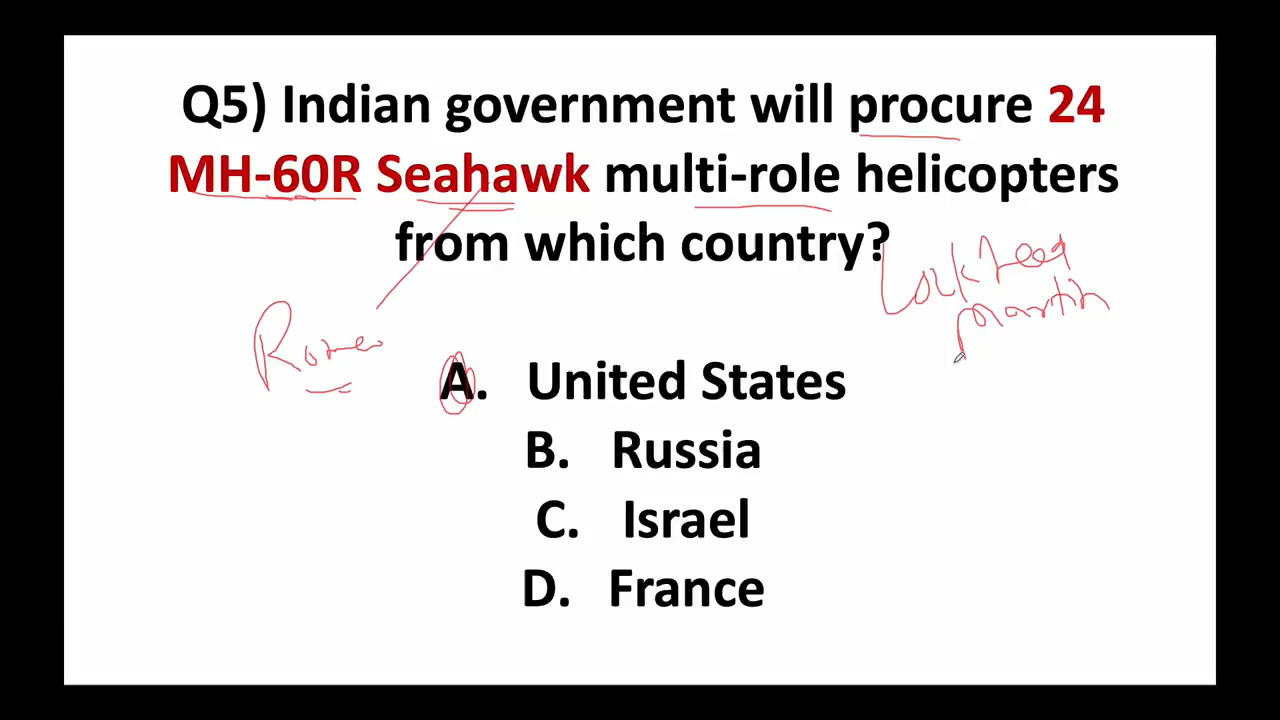 Q5) Indian government will procure 24
MH-60R Seahawk multi-role helicopters
from which country?
Lockheed
Martin
Romeo
A. United States
B. Russia
C. Israel
D. France